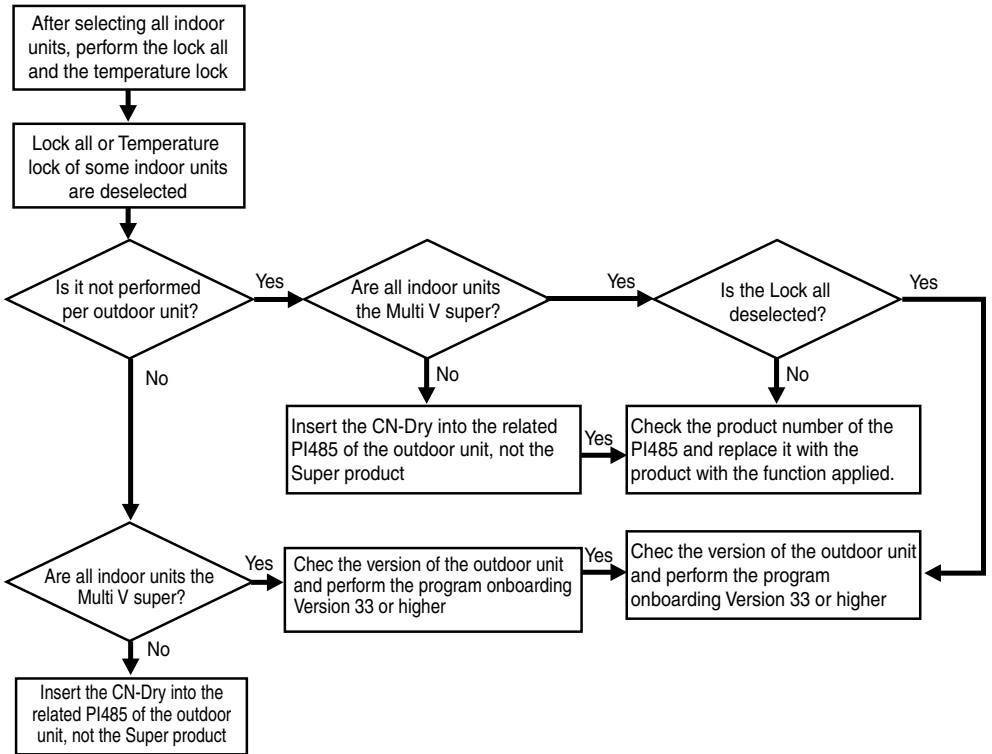 After selecting all indoor
units, perform the lock all
and the temperature lock
Lock all or Temperature
lock of some indoor units
are deselected
Is it not performed
per outdoor unit?
Yes
Are all indoor units
the Multi V super?
Is the Lock all
deselected?
Yes
No
No
No
Insert the CN-Dry into the related
PI485 of the outdoor unit, not the
Super product
Yes
Check the product number of the
PI485 and replace it with the
product with the function applied.
Are all indoor units the
Multi V super?
Yes
Chec the version of the outdoor unit
and perform the program onboarding
Version 33 or higher
Yes
Chec the version of the outdoor unit
and perform the program
onboarding Version 33 or higher
No
Insert the CN-Dry into the
related PI485 of the outdoor
unit, not the Super product